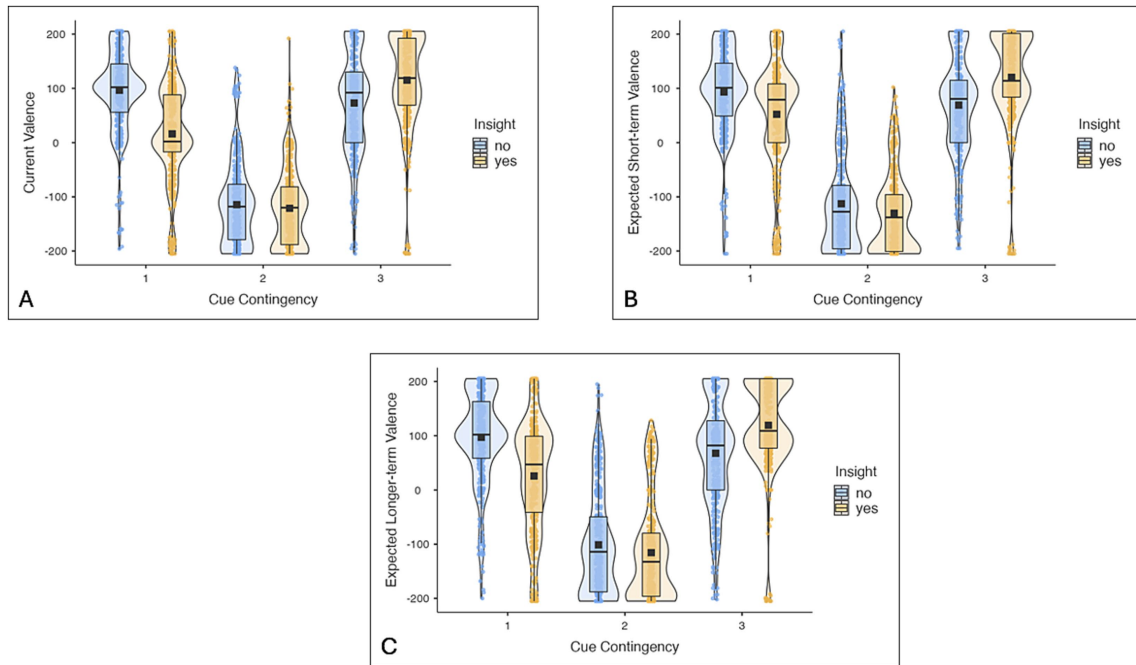 200
100
0
-100
-200
Current Valence
1
2
3
Cue Contingency
Insight
no
yes
A
200
100
0
-100
-200
Expected Short-term Valence
1
2
3
Cue Contingency
Insight
no
yes
B
200
100
0
-100
-200
Expected Longer-term Valence
1
2
3
Cue Contingency
Insight
no
yes
C